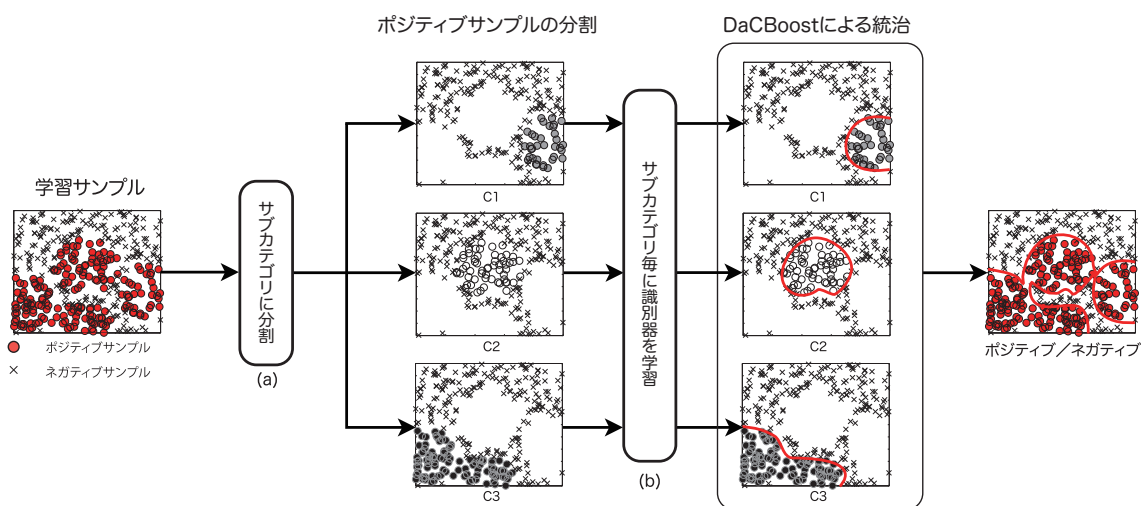 ポジティブサンプルの分割
DaCBoostによる統治
学習サンプル
ポジティブサンプル
ネガティブサンプル
サブカテゴリに分割
(a)
C1
C2
C3
サブカテゴリ毎に識別器を学習
(b)
C1
C2
C3
ポジティブ／ネガティブ